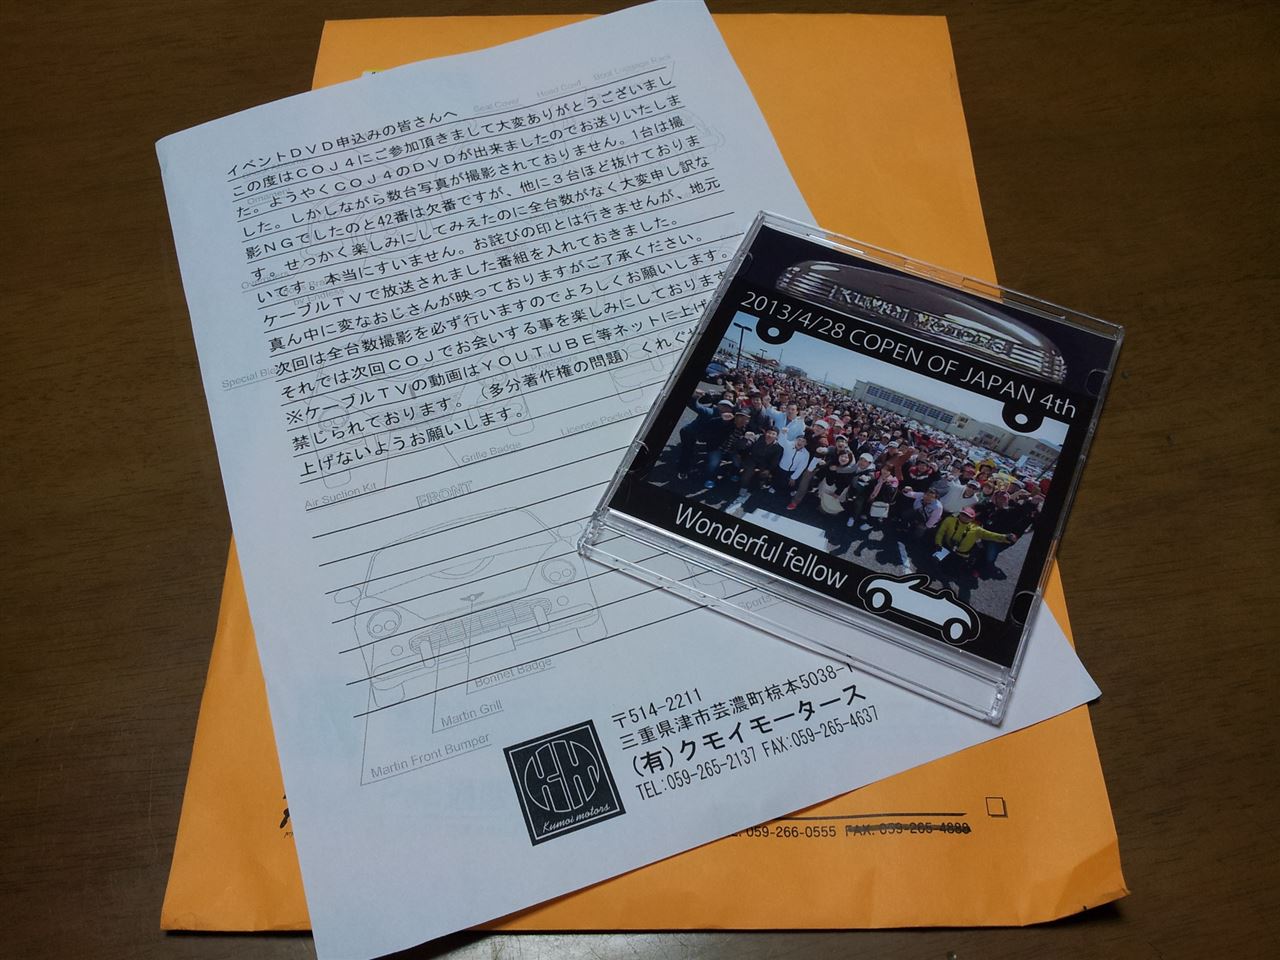 イベントDVD申込みの皆さんへ
この度はCOJ4にご参加頂きまして大変ありがとうございまし
た。ようやくCOJ4のDVDが出来ましたのでお送りいたしま
した。 しかしながら数台写真が撮影されておりません。1台は撮
影NGでしたのと42番は欠番ですが、他に3台ほど抜けておりま
す。せっかく楽しみにしてみえたのに全台数がなく大変申し訳な
いです。本当にすいません。お詫びの印とは行きませんが、地元
ケーブルTVで放送されました番組を入れておきました。
真ん中に変なおじさんが映っておりますがご了承ください。
次回は全台数撮影を必ず行いますのでよろしくお願いします。
それでは次回COJでお会いする事を楽しみにしております
※ケーブルTVの動画はYOUTUBE等ネットに上げ
禁じられております。(多分著作権の問題)くれぐ
上げないようお願いします。
Seat Cover
Head Cowl
Boot Luggage Rack
Air Suction Kit
Grille Badge
License Pocket
FRONT
Bonnet Badge
Martin Grill
Martin Front Bumper
Kumoi motors
〒514-2211
三重県津市芸濃町椋本5038-1
(有)クモイモータース
TEL:059-265-2137 FAX:059-265-4637
KUMOI MOTORS
2013/4/28 COPEN OF JAPAN 4th
Wonderful fellow
059-266-0555 FAX. 059-265-4889